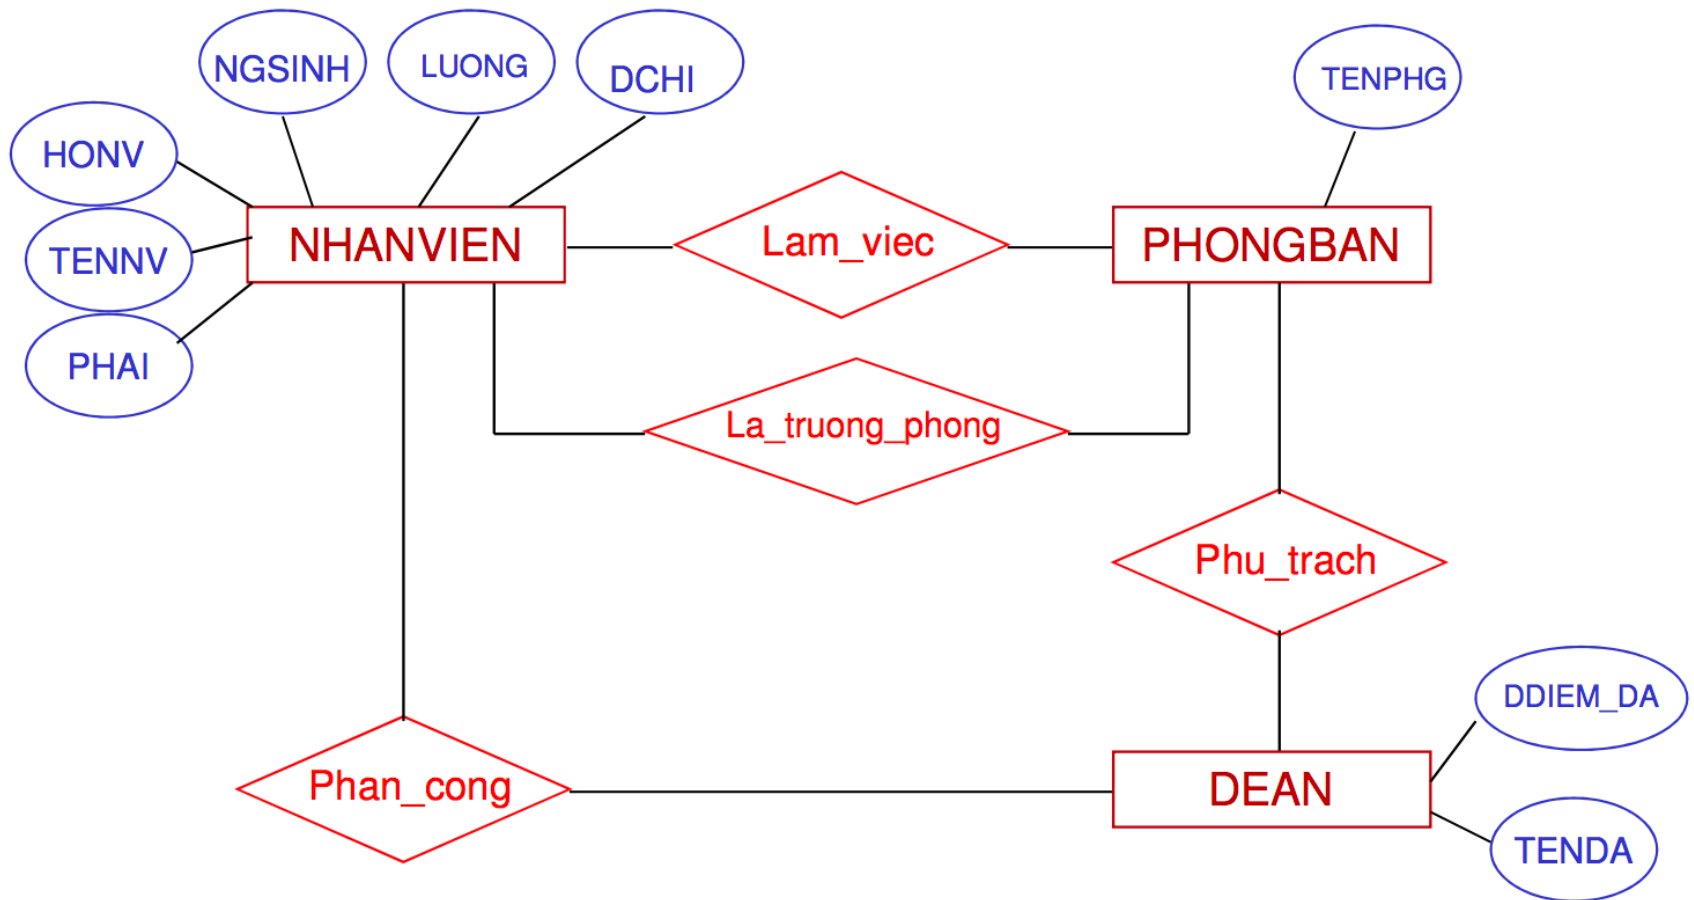 NGSINH
LUONG
DCHI
TENPHG
HONV
TENNV
PHAI
NHANVIEN
Lam_viec
PHONGBAN
La_truong_phong
Phu_trach
Phan_cong
DEAN
DDIEM_DA
TENDA